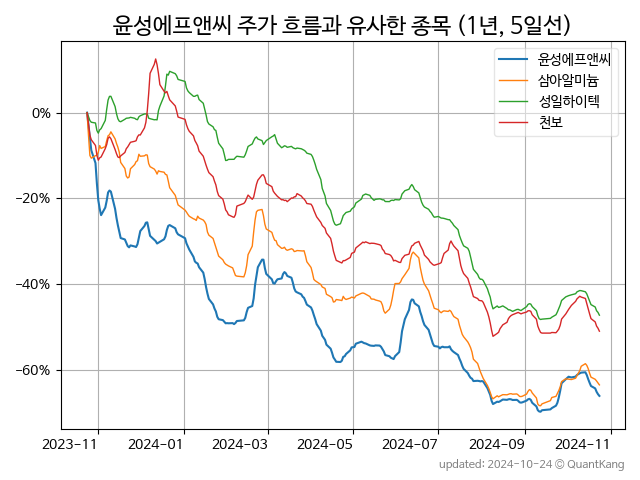 윤성에프앤씨 주가 흐름과 유사한 종목 (1년, 5일선)
윤성에프앤씨
삼아알미늄
성일하이텍
천보
0%
−20%
−40%
−60%
2023−11
2024−01
2024−03
2024−05
2024−07
2024−09
2024−11
updated: 2024-10-24 © QuantKang